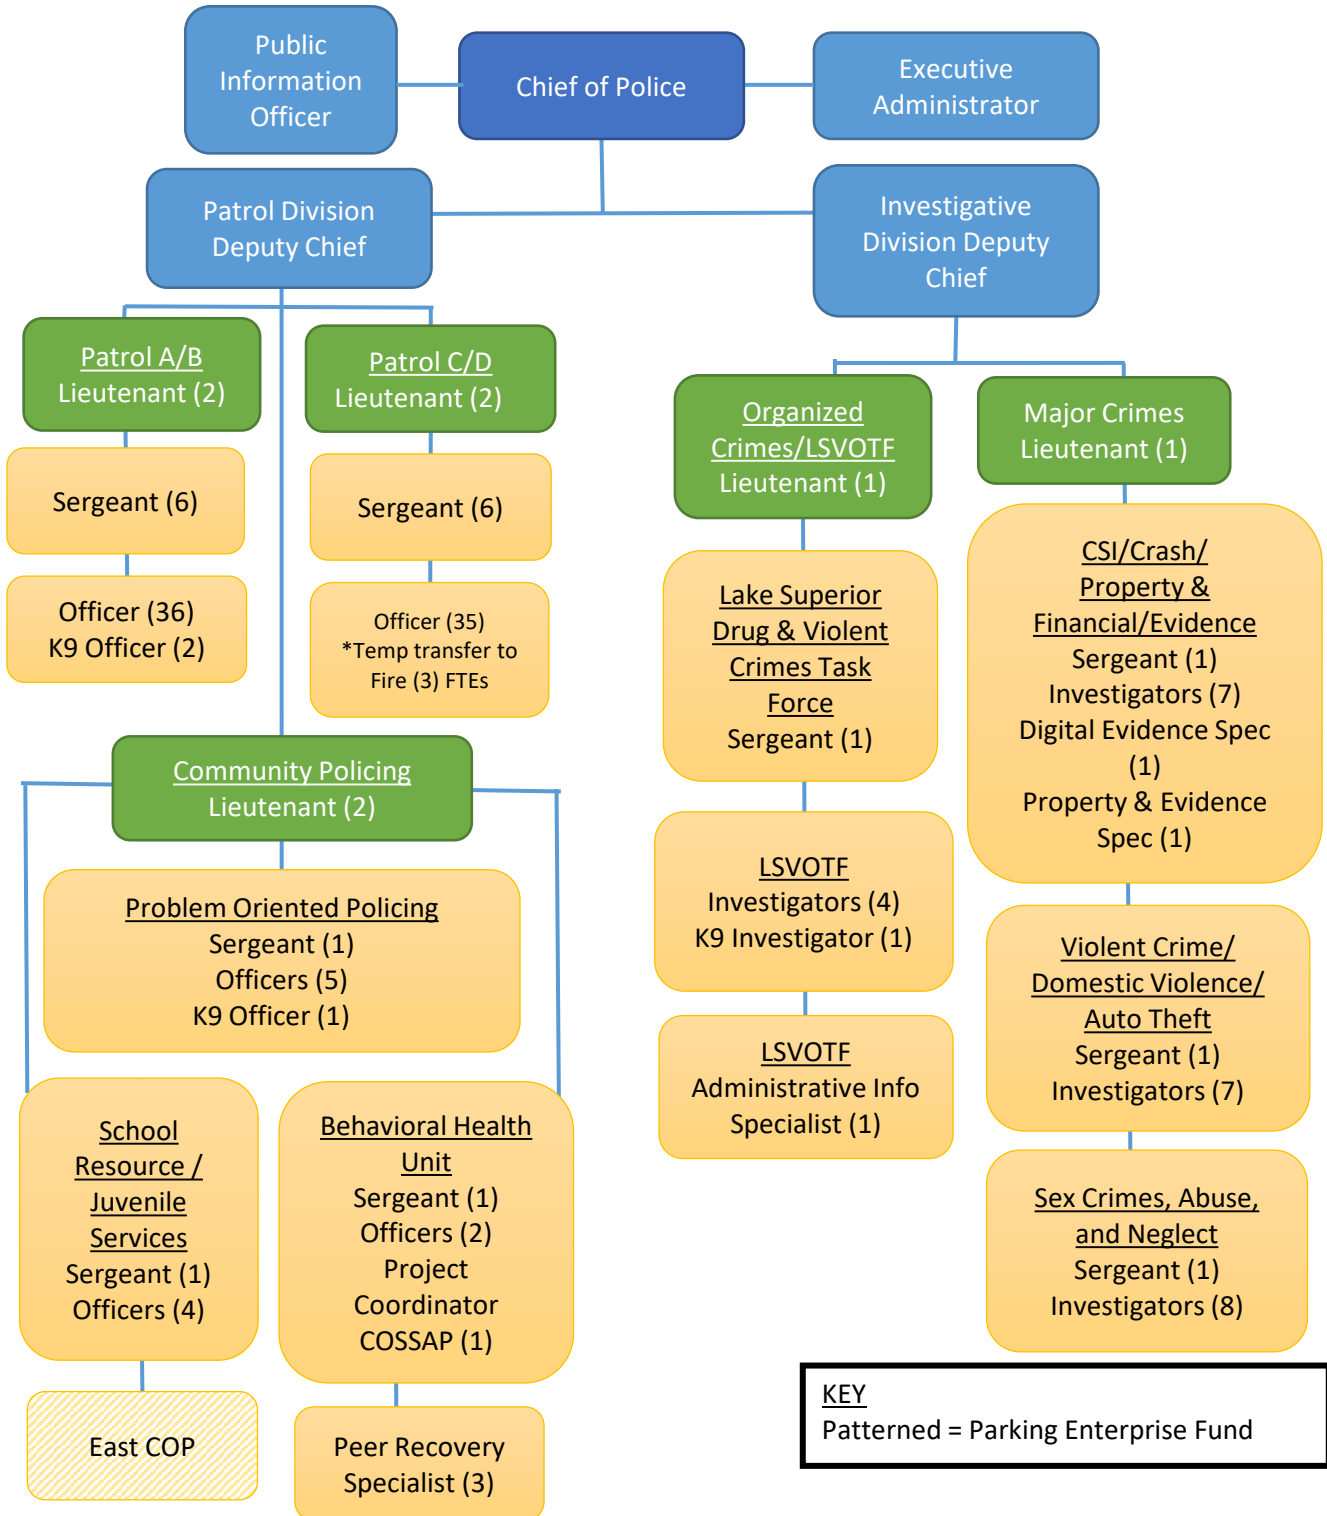 Public
Information
Officer
Chief of Police
Executive
Administrator
Patrol Division
Deputy Chief
Investigative
Division Deputy
Chief
Patrol A/B
Lieutenant (2)
Patrol C/D
Lieutenant (2)
Sergeant (6)
Sergeant (6)
Officer (36)
K9 Officer (2)
Officer (35)
*Temp transfer to
Fire (3) FTEs
Community Policing
Lieutenant (2)
Problem Oriented Policing
Sergeant (1)
Officers (5)
K9 Officer (1)
School
Resource /
Juvenile
Services
Sergeant (1)
Officers (4)
East COP
Behavioral Health
Unit
Sergeant (1)
Officers (2)
Project
Coordinator
COSSAP (1)
Peer Recovery
Specialist (3)
Organized
Crimes/LSVOTF
Lieutenant (1)
Lake Superior
Drug & Violent
Crimes Task
Force
Sergeant (1)
LSVOTF
Investigators (4)
K9 Investigator (1)
LSVOTF
Administrative Info
Specialist (1)
Major Crimes
Lieutenant (1)
CSI/Crash/
Property &
Financial/Evidence
Sergeant (1)
Investigators (7)
Digital Evidence Spec
(1)
Property & Evidence
Spec (1)
Violent Crime/
Domestic Violence/
Auto Theft
Sergeant (1)
Investigators (7)
Sex Crimes, Abuse,
and Neglect
Sergeant (1)
Investigators (8)
KEY
Patterned = Parking Enterprise Fund